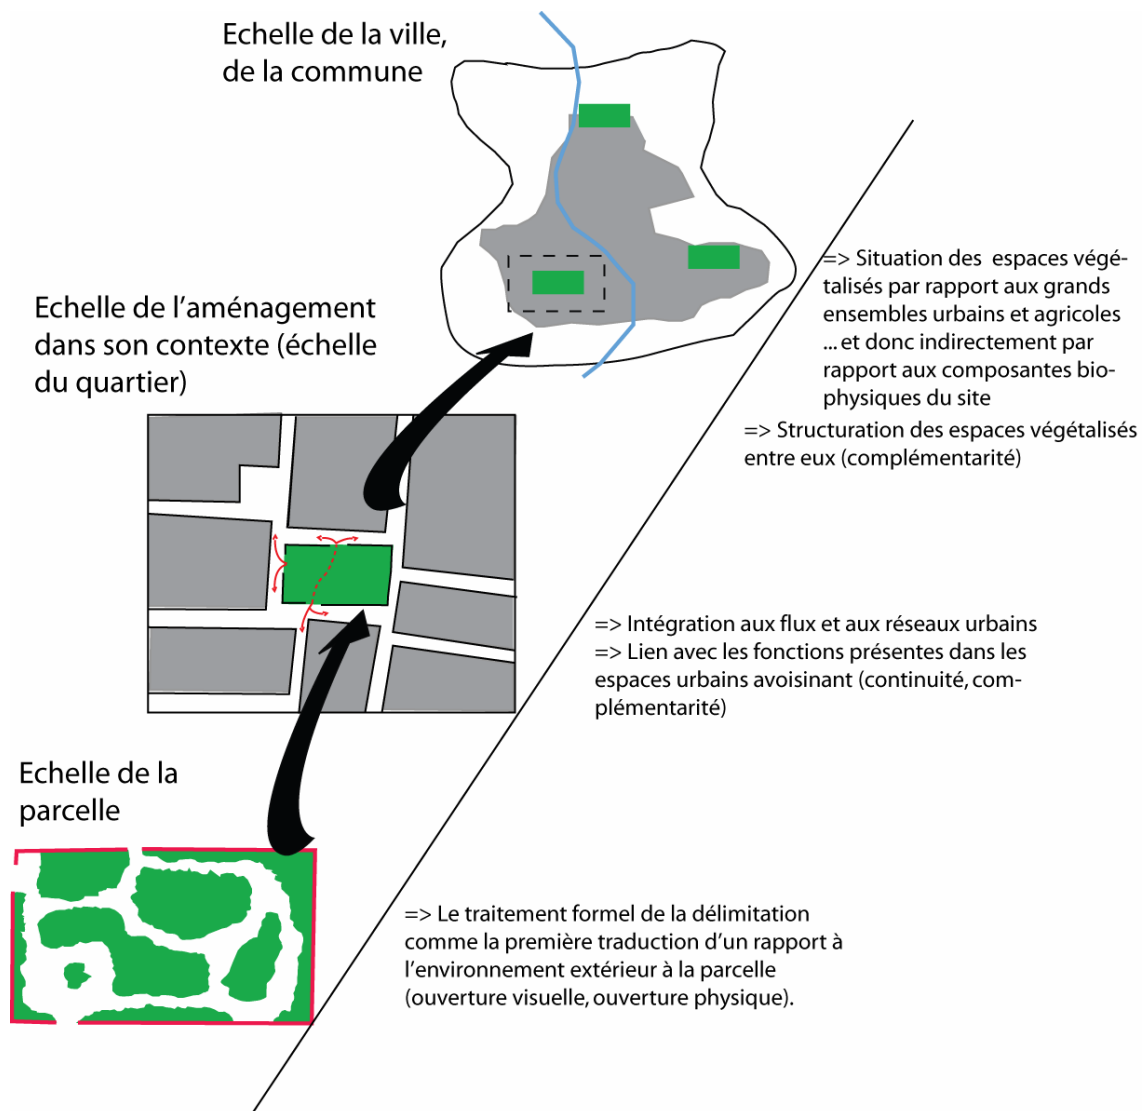 Echelle de la ville,
de la commune
=> Situation des espaces végé-
talisés par rapport aux grands
ensembles urbains et agricoles
... et donc indirectement par
rapport aux composantes bio-
physiques du site
=> Structuration des espaces végétalisés
entre eux (complémentarité)
Echelle de l’aménagement
dans son contexte (échelle
du quartier)
=> Intégration aux flux et aux réseaux urbains
=> Lien avec les fonctions présentes dans les
espaces urbains avoisinant (continuité, com-
plémentarité)
Echelle de la
parcelle
=> Le traitement formel de la délimitation
comme la première traduction d’un rapport à
l’environnement extérieur à la parcelle
(ouverture visuelle, ouverture physique).